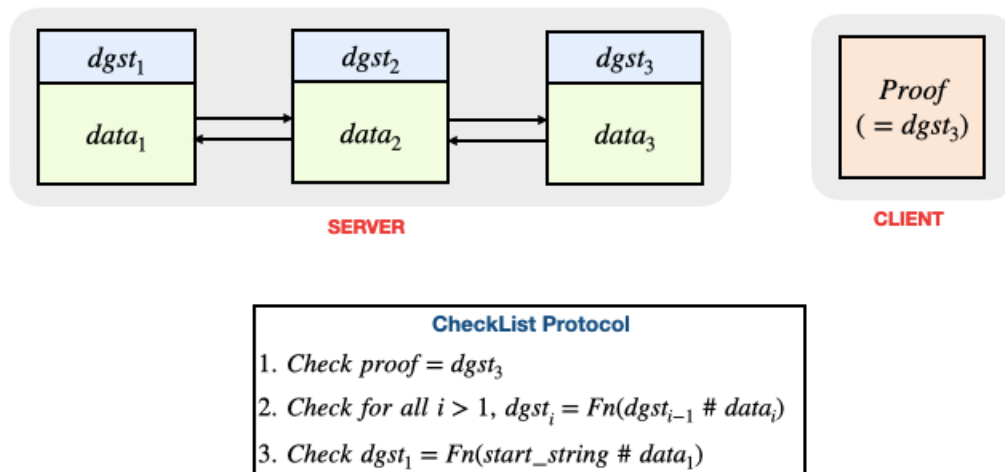 dgst₁ dgst₂ dgst₃
data₁ data₂ data₃
Proof
( = dgst₃)
SERVER
CLIENT
CheckList Protocol
1. Check proof = dgst₃
2. Check for all i > 1, dgstᵢ = Fn(dgstᵢ₋₁ # dataᵢ)
3. Check dgst₁ = Fn(start_string # data₁)